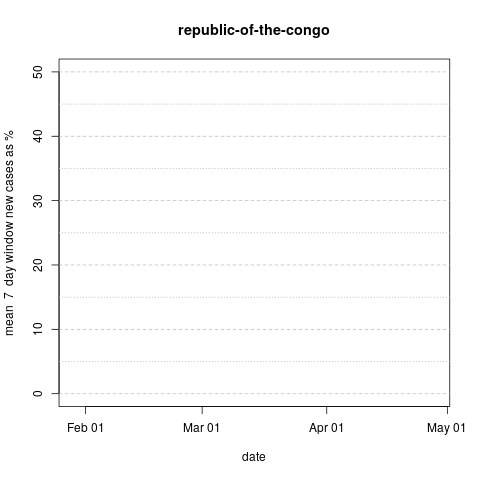 republic-of-the-congo
mean 7 day window new cases as %
50
40
30
20
10
0
Feb 01
Mar 01
Apr 01
May 01
date